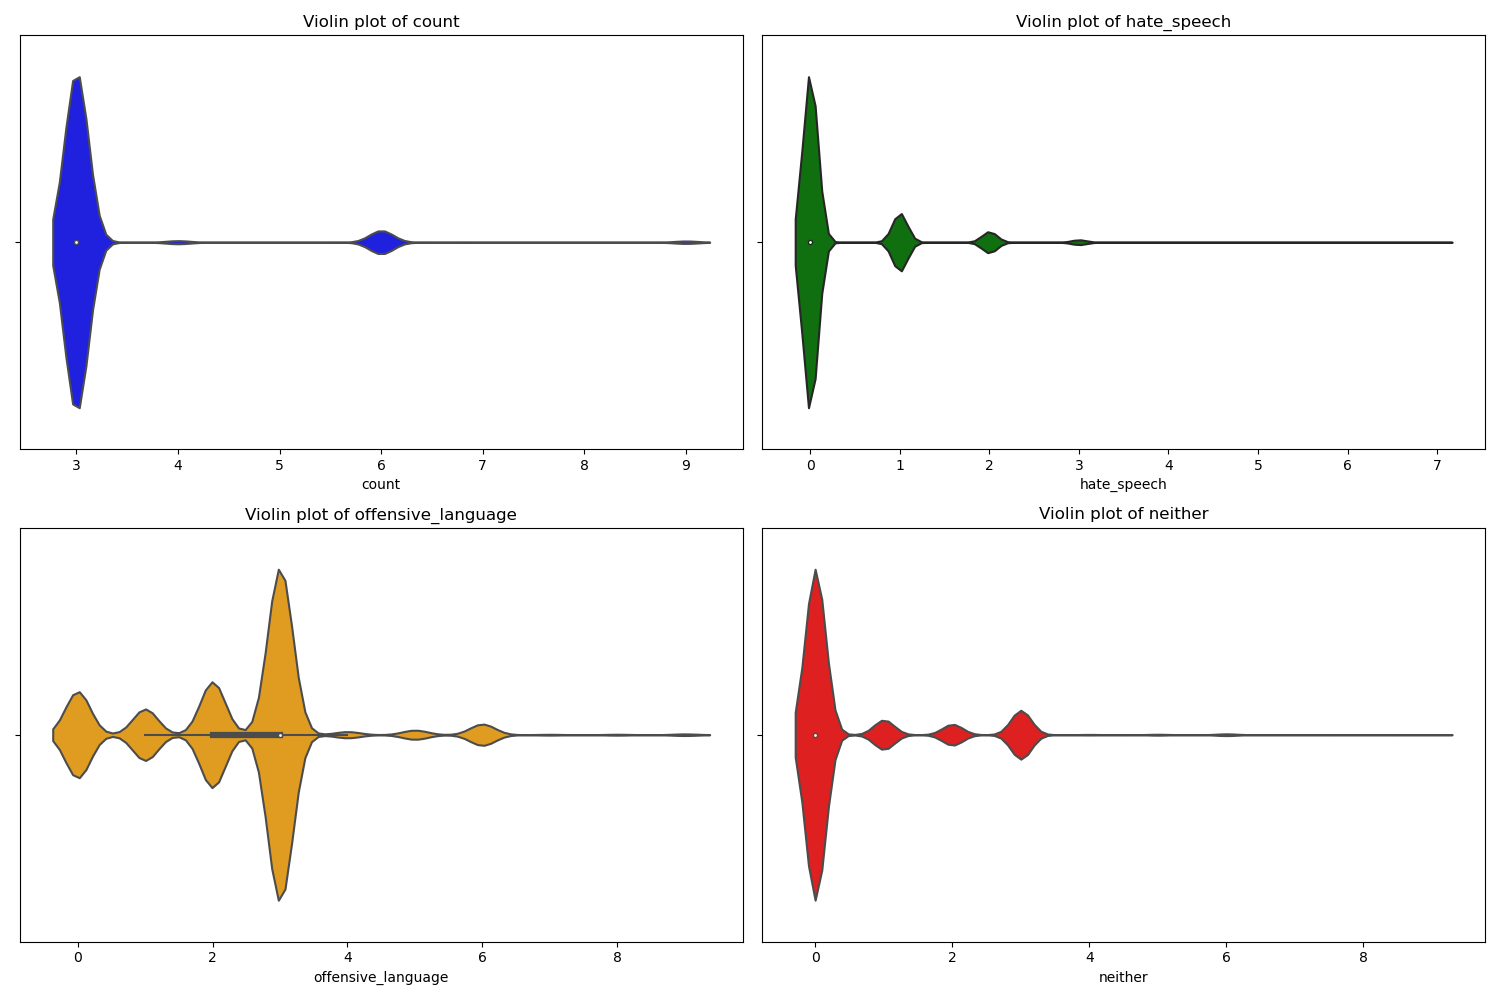 Violin plot of count
3 4 5 6 7 8 9
count
Violin plot of hate_speech
0 1 2 3 4 5 6 7
hate_speech
Violin plot of offensive_language
0 2 4 6 8
offensive_language
Violin plot of neither
0 2 4 6 8
neither